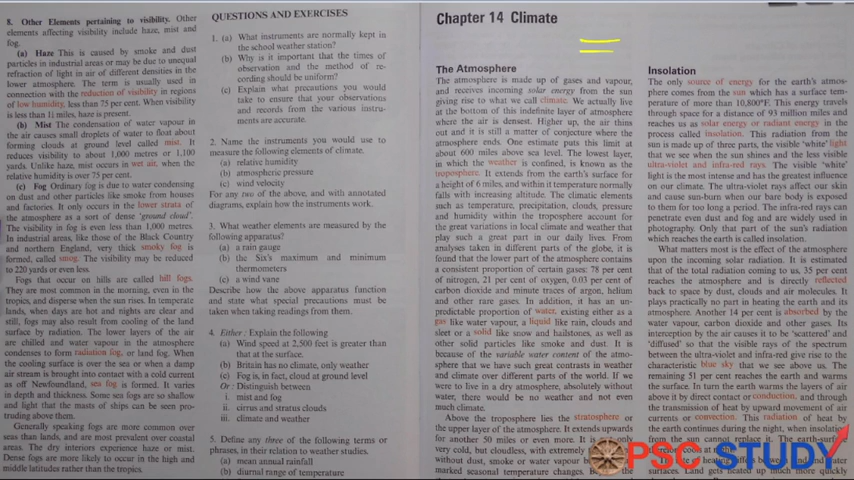 8. Other Elements pertaining to visibility. Other
elements affecting visibility include haze, mist and
fog.
(a) Haze This is caused by smoke and dust
particles in industrial areas or may be due to unequal
refraction of light in air of different densities in the
lower atmosphere. The term is usually used in
connection with the reduction of visibility in regions
of low humidity, less than 75 per cent. When visibility
is less than 1¼ miles, haze is present.
(b) Mist The condensation of water vapour in
the air causes small droplets of water to float about
forming clouds at ground level called mist. It
reduces visibility to about 1,000 metres or 1,100
yards. Unlike haze, mist occurs in wet air, when the
relative humidity is over 75 per cent.
(c) Fog Ordinary fog is due to water condensing
on dust and other particles like smoke from houses
and factories. It only occurs in the lower strata of
the atmosphere as a sort of dense 'ground cloud'.
The visibility in fog is even less than 1,000 metres.
In industrial areas, like those of the Black Country
and northern England, very thick smoky fog is
formed, called smog. The visibility may be reduced
to 220 yards or even less.
Fogs that occur on hills are called hill fogs.
They are most common in the morning, even in the
tropics, and disperse when the sun rises. In temperate
lands, when days are hot and nights are clear and
still, fogs may also result from cooling of the land
surface by radiation. The lower layers of the air
are chilled and water vapour in the atmosphere
condenses to form radiation fog, or land fog. When
the cooling surface is over the sea or when a damp
air stream is brought into contact with a cold current
as off Newfoundland, sea fog is formed. It varies
in depth and thickness. Some sea fogs are so shallow
and light that the masts of ships can be seen pro-
truding above them.
Generally speaking fogs are more common over
seas than lands, and are most prevalent over coastal
areas. The dry interiors experience haze or mist.
Dense fogs are more likely to occur in the high and
middle latitudes rather than the tropics.
QUESTIONS AND EXERCISES
1. (a) What instruments are normally kept in
the school weather station?
(b) Why is it important that the times of
observation and the method of re-
cording should be uniform?
(c) Explain what precautions you would
take to ensure that your observations
and records from the various instru-
ments are accurate.
2. Name the instruments you would use to
measure the following elements of climate.
(a) relative humidity
(b) atmospheric pressure
(c) wind velocity
For any two of the above, and with annotated
diagrams, explain how the instruments work.
3. What weather elements are measured by the
following apparatus?
(a) a rain gauge
(b) the Six's maximum and minimum
thermometers
(c) a wind vane
Describe how the above apparatus function
and state what special precautions must be
taken when taking readings from them.
4. Either: Explain the following
(a) Wind speed at 2,500 feet is greater than
that at the surface.
(b) Britain has no climate, only weather
(c) Fog is, in fact, cloud at ground level
Or: Distinguish between
i. mist and fog
ii. cirrus and stratus clouds
iii. climate and weather
5. Define any three of the following terms or
phrases, in their relation to weather studies.
(a) mean annual rainfall
(b) diurnal range of temperature
Chapter 14 Climate
The Atmosphere
The atmosphere is made up of gases and vapour,
and receives incoming solar energy from the sun
giving rise to what we call climate. We actually live
at the bottom of this indefinite layer of atmosphere
where the air is densest. Higher up, the air thins
out and it is still a matter of conjecture where the
atmosphere ends. One estimate puts this limit at
about 600 miles above sea level. The lowest layer,
in which the weather is confined, is known as the
troposphere. It extends from the earth's surface for
a height of 6 miles, and within it temperature normally
falls with increasing altitude. The climatic elements
such as temperature, precipitation, clouds, pressure
and humidity within the troposphere account for
the great variations in local climate and weather that
play such a great part in our daily lives. From
analyses taken in different parts of the globe, it is
found that the lower part of the atmosphere contains
a consistent proportion of certain gases: 78 per cent
of nitrogen, 21 per cent of oxygen, 0.03 per cent of
carbon dioxide and minute traces of argon, helium
and other rare gases. In addition, it has an un-
predictable proportion of water, existing either as a
gas like water vapour, a liquid like rain, clouds and
sleet or a solid like snow and hailstones, as well as
other solid particles like smoke and dust. It is
because of the variable water content of the atmo-
sphere that we have such great contrasts in weather
and climate over different parts of the world. If we
were to live in a dry atmosphere, absolutely without
water, there would be no weather and not even
much climate.
Above the troposphere lies the stratosphere or
the upper layer of the atmosphere. It extends upwards
for another 50 miles or even more. It is only
very cold, but cloudless, with extremely
without dust, smoke or water vapour
marked seasonal temperature changes.
Insolation
The only source of energy for the earth's atmos-
phere comes from the sun which has a surface tem-
perature of more than 10,800°F. This energy travels
through space for a distance of 93 million miles and
reaches us as solar energy or radiant energy in the
process called insolation. This radiation from the
sun is made up of three parts, the visible 'white' light
that we see when the sun shines and the less visible
ultra-violet and infra-red rays. The visible 'white'
light is the most intense and has the greatest influence
on our climate. The ultra-violet rays affect our skin
and cause sun-burn when our bare body is exposed
to them for too long a period. The infra-red rays can
penetrate even dust and fog and are widely used in
photography. Only that part of the sun's radiation
which reaches the earth is called insolation.
What matters most is the effect of the atmosphere
upon the incoming solar radiation. It is estimated
that of the total radiation coming to us, 35 per cent
reaches the atmosphere and is directly reflected
back to space by dust, clouds and air molecules. It
plays practically no part in heating the earth and its
atmosphere. Another 14 per cent is absorbed by the
water vapour, carbon dioxide and other gases. Its
interception by the air causes it to be 'scattered' and
'diffused' so that the visible rays of the spectrum
between the ultra-violet and infra-red give rise to the
characteristic blue sky that we see above us. The
remaining 51 per cent reaches the earth and warms
the surface. In turn the earth warms the layers of air
above it by direct contact or conduction, and through
the transmission of heat by upward movement of air
currents or convection. This radiation of heat by
the earth continues during the night, when insolation
from the sun cannot replace it. The earth-surface
surfaces. Land gets heated up much more quickly
PSC STUDY